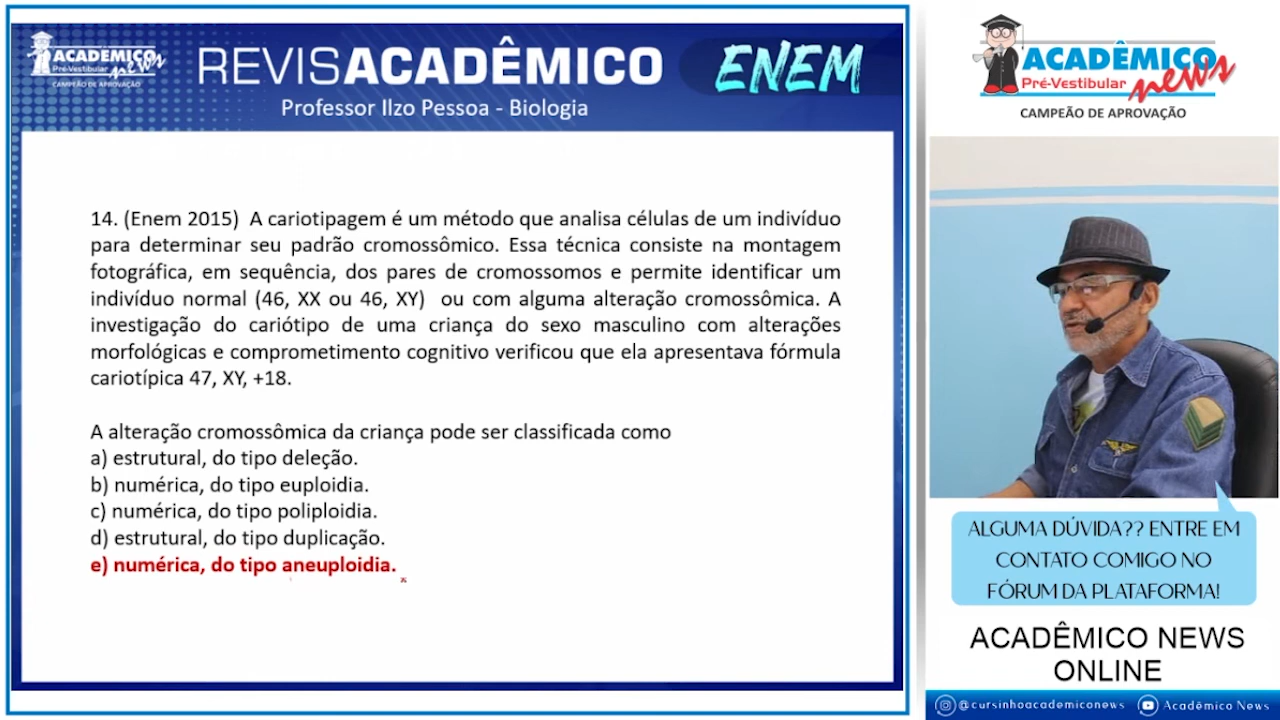 ACADÊMICO
Pré-Vestibular news
CAMPEÃO DE APROVAÇÃO
REVISACADÊMICO
ENEM
Professor Ilzo Pessoa - Biologia
14. (Enem 2015)  A cariotipagem é um método que analisa células de um indivíduo
para determinar seu padrão cromossômico. Essa técnica consiste na montagem
fotográfica, em sequência, dos pares de cromossomos e permite identificar um
indivíduo normal (46, XX ou 46, XY)  ou com alguma alteração cromossômica. A
investigação do cariótipo de uma criança do sexo masculino com alterações
morfológicas e comprometimento cognitivo verificou que ela apresentava fórmula
cariotípica 47, XY, +18.
A alteração cromossômica da criança pode ser classificada como
a) estrutural, do tipo deleção.
b) numérica, do tipo euploidia.
c) numérica, do tipo poliploidia.
d) estrutural, do tipo duplicação.
e) numérica, do tipo aneuploidia.
ACADÊMICO
Pré-Vestibular news
CAMPEÃO DE APROVAÇÃO
ALGUMA DÚVIDA?? ENTRE EM
CONTATO COMIGO NO
FÓRUM DA PLATAFORMA!
ACADÊMICO NEWS
ONLINE
@cursinhoacademiconews
Acadêmico News